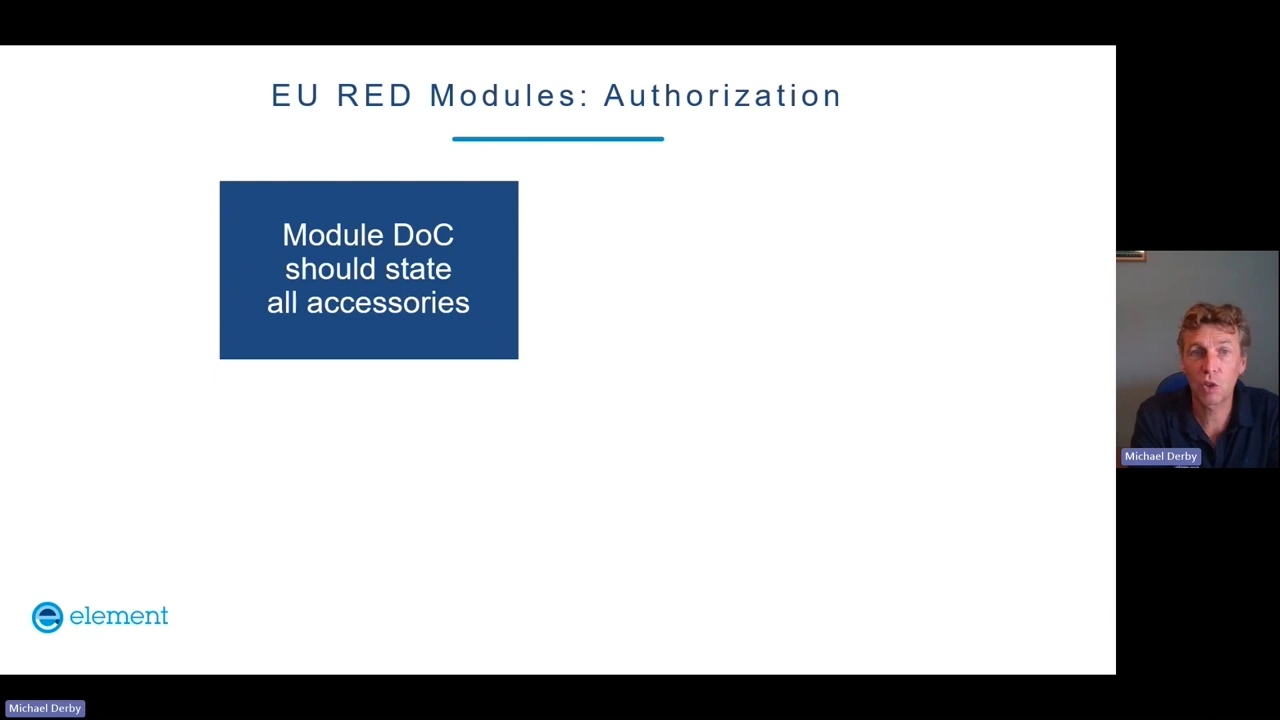 EU RED Modules: Authorization
Module DoC
should state
all accessories
element
Michael Derby
Michael Derby